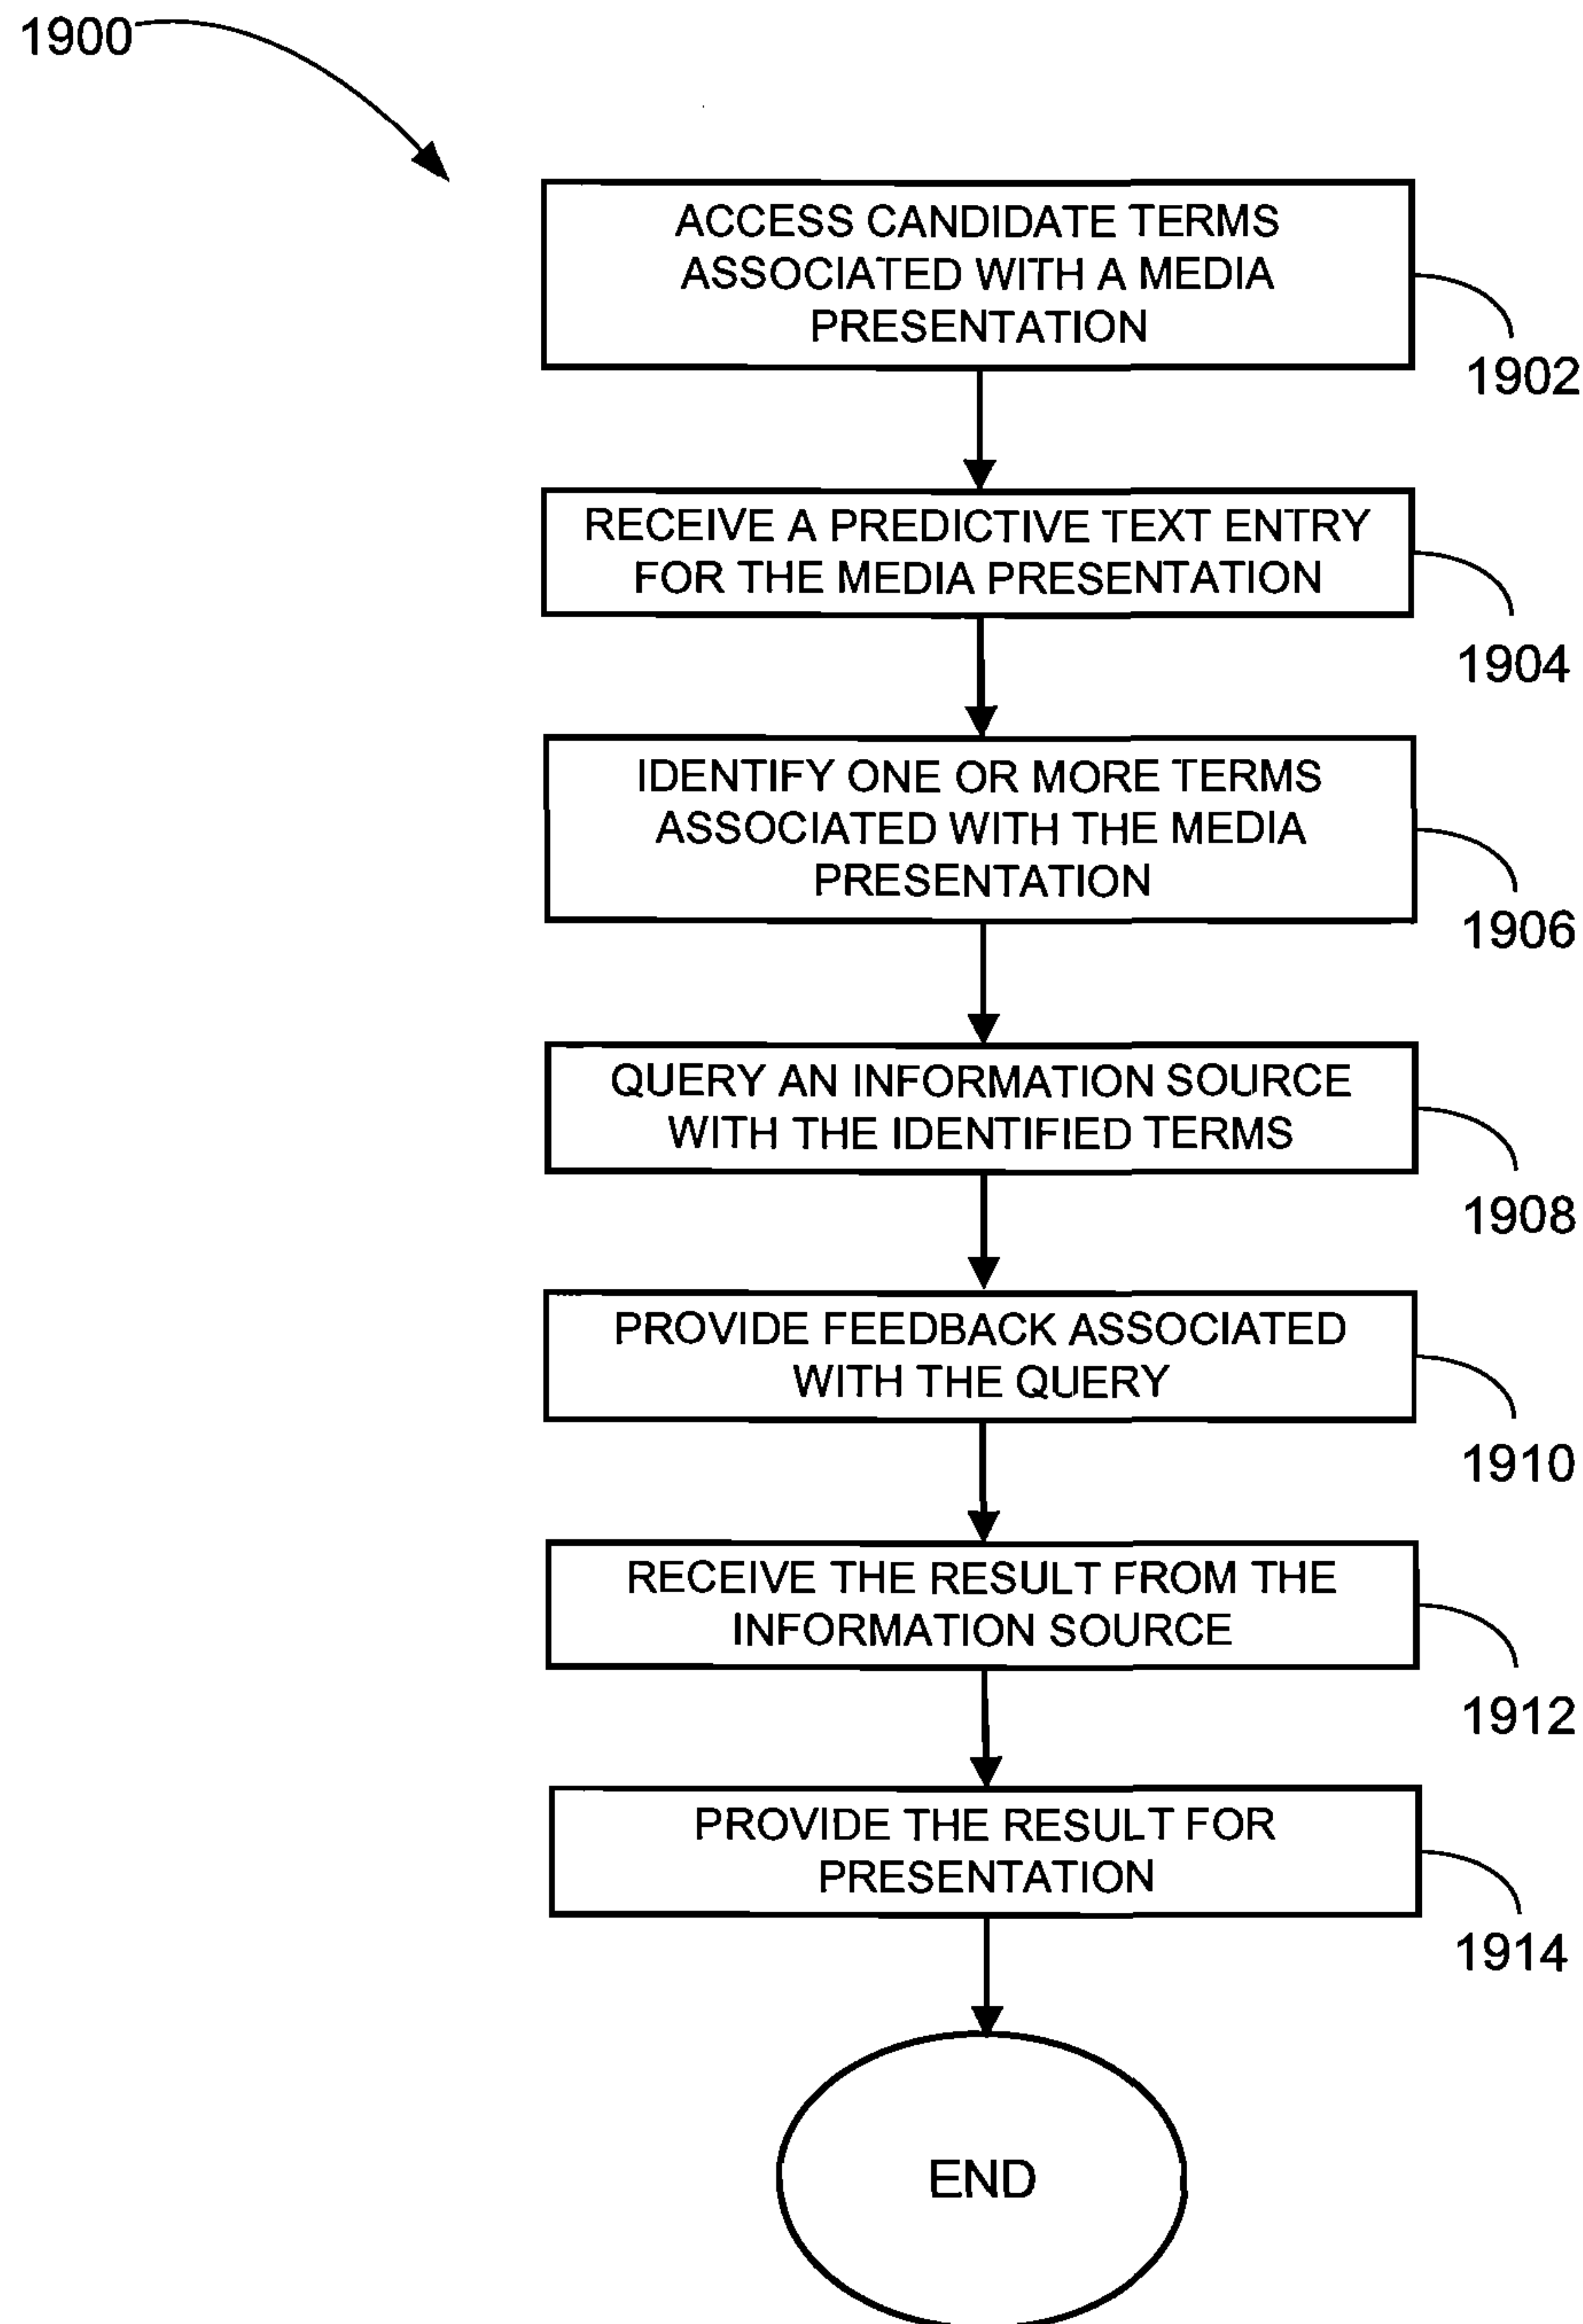 1900
ACCESS CANDIDATE TERMS
ASSOCIATED WITH A MEDIA
PRESENTATION
1902
RECEIVE A PREDICTIVE TEXT ENTRY
FOR THE MEDIA PRESENTATION
1904
IDENTIFY ONE OR MORE TERMS
ASSOCIATED WITH THE MEDIA
PRESENTATION
1906
QUERY AN INFORMATION SOURCE
WITH THE IDENTIFIED TERMS
1908
PROVIDE FEEDBACK ASSOCIATED
WITH THE QUERY
1910
RECEIVE THE RESULT FROM THE
INFORMATION SOURCE
1912
PROVIDE THE RESULT FOR
PRESENTATION
1914
END